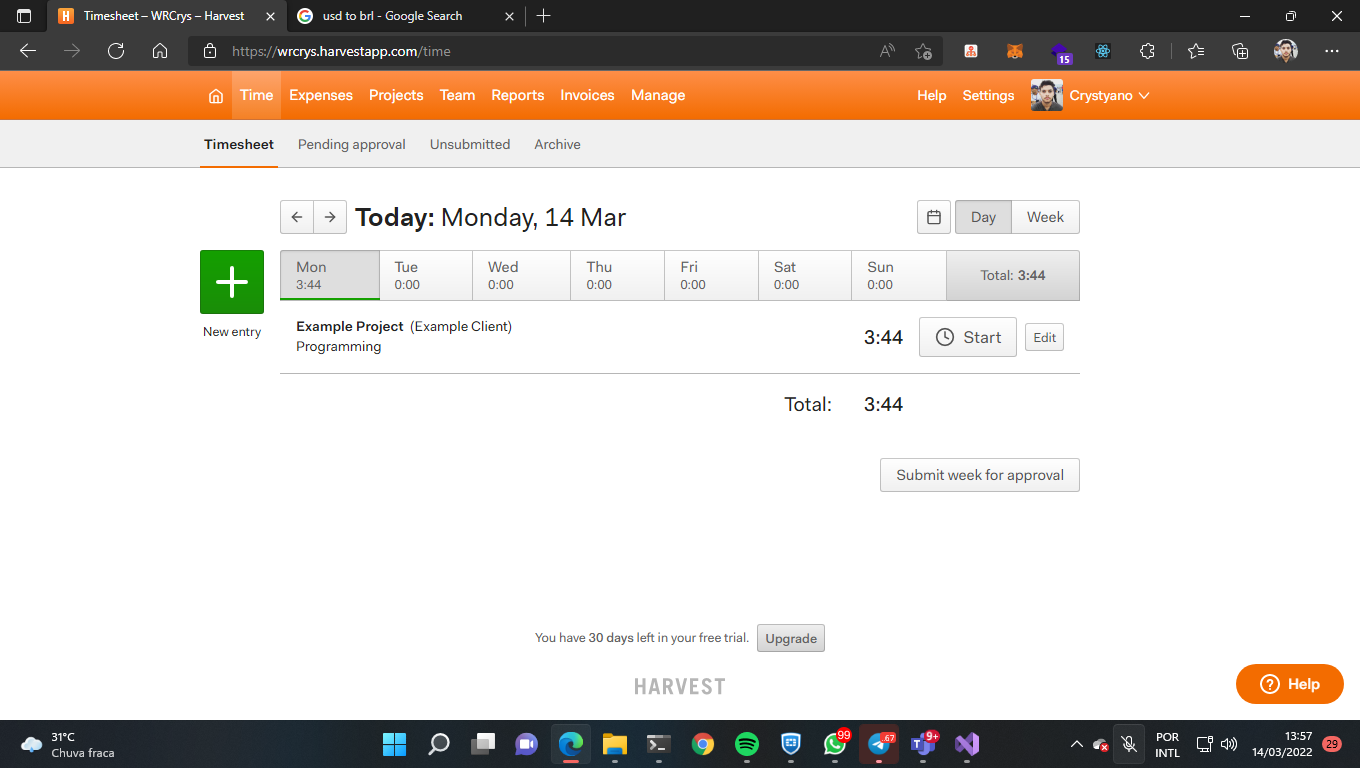 Timesheet – WRCrys – Harvest
usd to brl - Google Search
https://wrcrys.harvestapp.com/time
15
Time Expenses Projects Team Reports Invoices Manage Help Settings Crystyano
Timesheet Pending approval Unsubmitted Archive
Today: Monday, 14 Mar
Day Week
Mon Tue Wed Thu Fri Sat Sun
3:44 0:00 0:00 0:00 0:00 0:00 0:00
Total: 3:44
New entry
Example Project (Example Client)
Programming
3:44 Start Edit
Total: 3:44
Submit week for approval
You have 30 days left in your free trial. Upgrade
HARVEST
Help
31°C
Chuva fraca
99
.67
9+
POR
INTL
13:57
14/03/2022
29